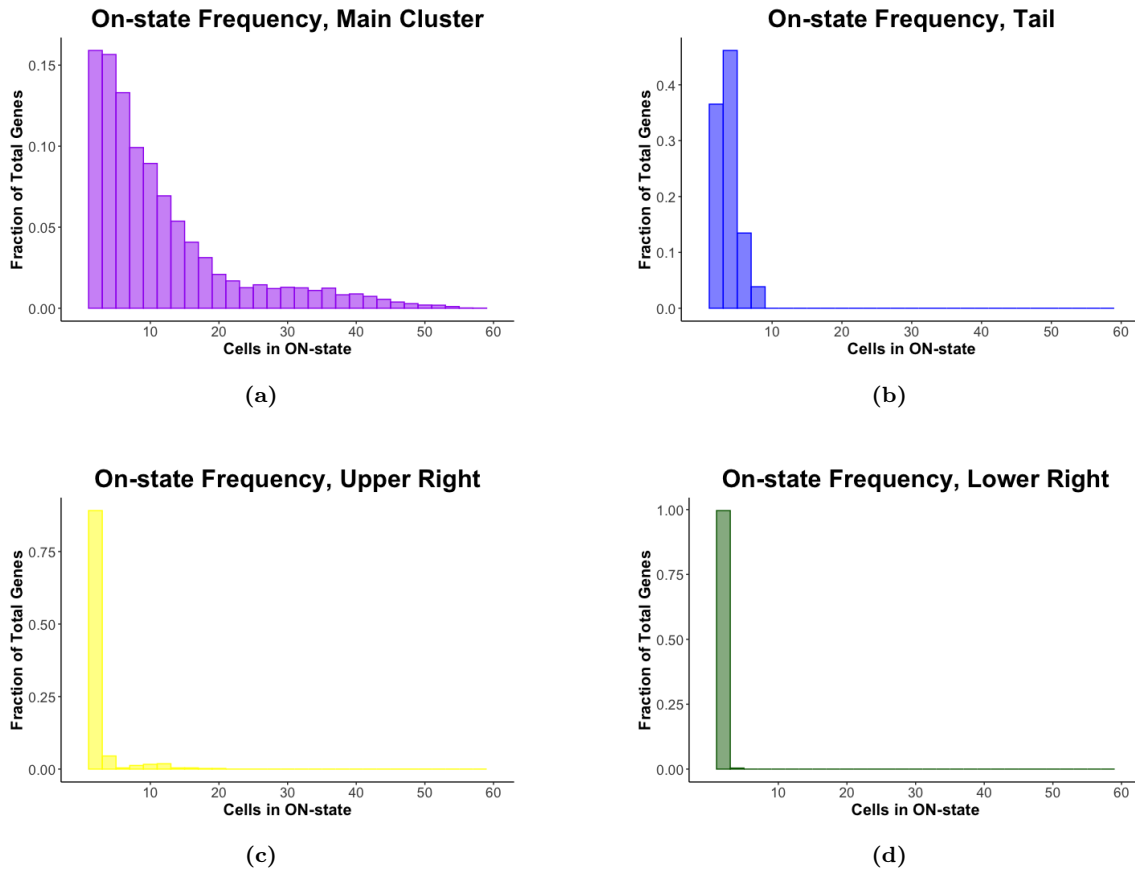 On-state Frequency, Main Cluster
Fraction of Total Genes
0.15
0.10
0.05
0.00
10 20 30 40 50 60
Cells in ON-state
(a)
On-state Frequency, Tail
Fraction of Total Genes
0.4
0.3
0.2
0.1
0.0
10 20 30 40 50 60
Cells in ON-state
(b)
On-state Frequency, Upper Right
Fraction of Total Genes
0.75
0.50
0.25
0.00
10 20 30 40 50 60
Cells in ON-state
(c)
On-state Frequency, Lower Right
Fraction of Total Genes
1.00
0.75
0.50
0.25
0.00
10 20 30 40 50 60
Cells in ON-state
(d)